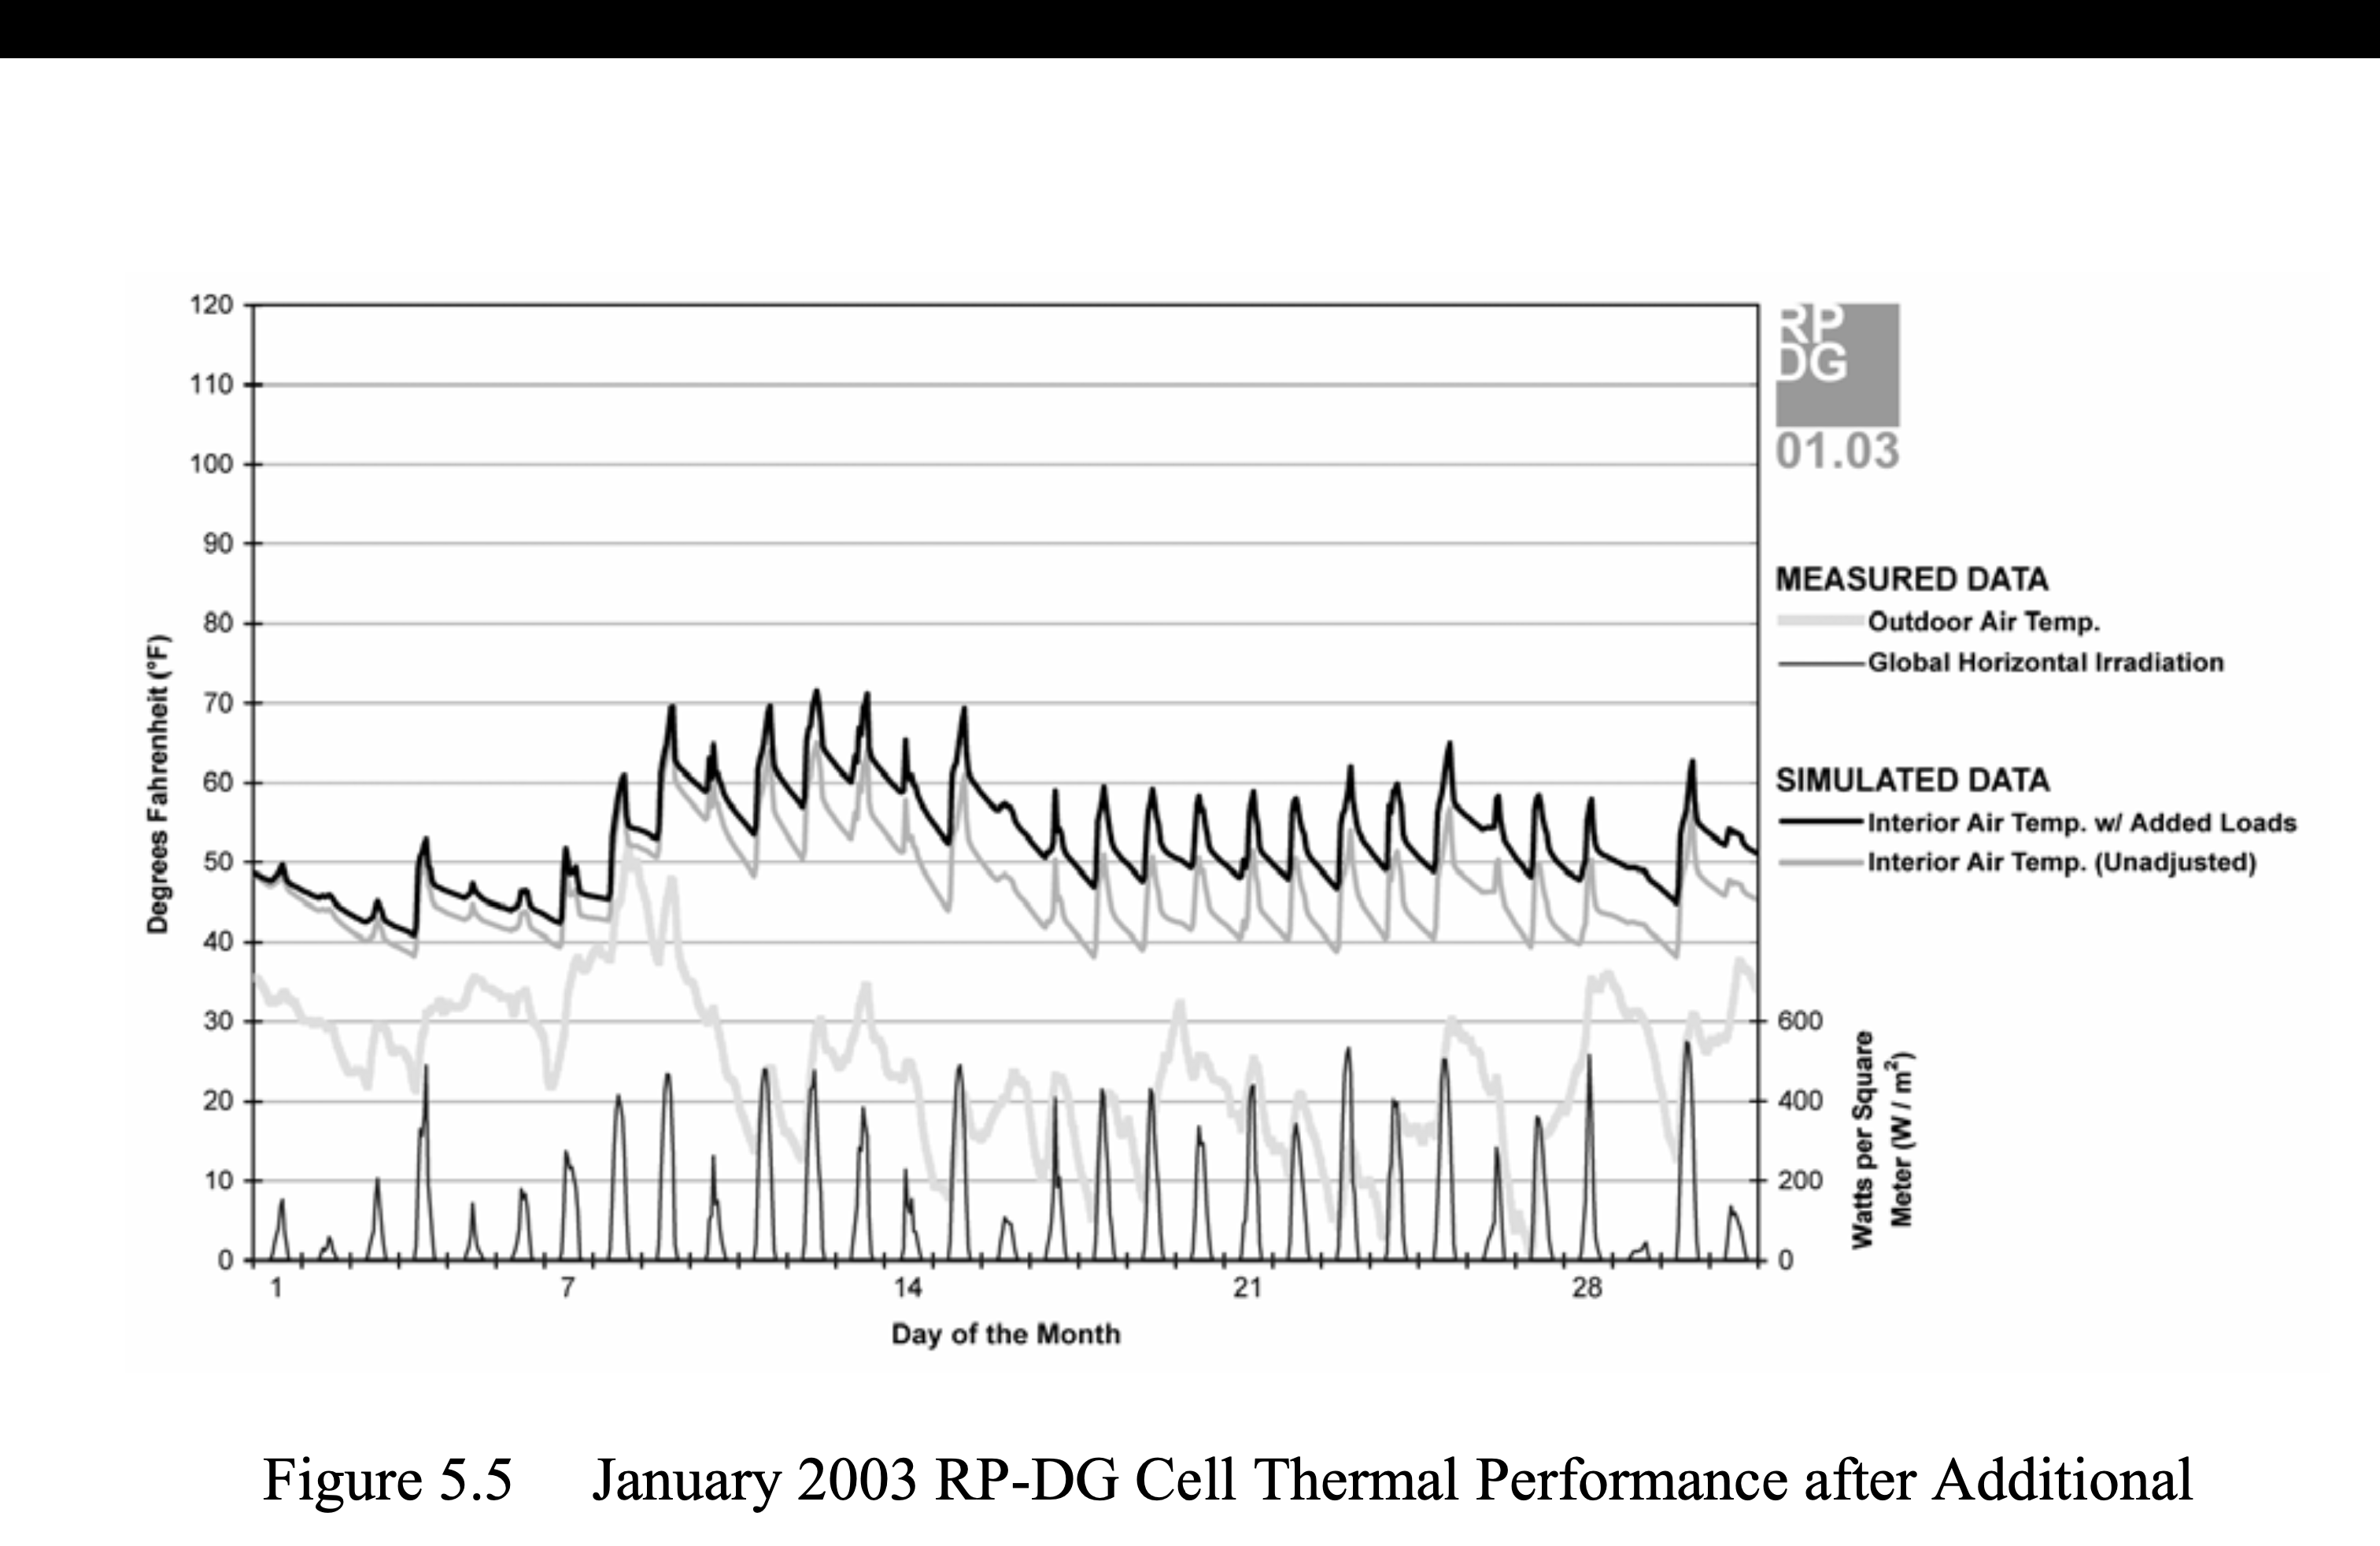 120
110
100
90
80
70
60
50
40
30
20
10
0
Degrees Fahrenheit (°F)
1
7
14
21
28
Day of the Month
600
400
200
0
Watts per Square
Meter (W / m²)
RP
DG
01.03
MEASURED DATA
Outdoor Air Temp.
Global Horizontal Irradiation
SIMULATED DATA
Interior Air Temp. w/ Added Loads
Interior Air Temp. (Unadjusted)
Figure 5.5 January 2003 RP-DG Cell Thermal Performance after Additional